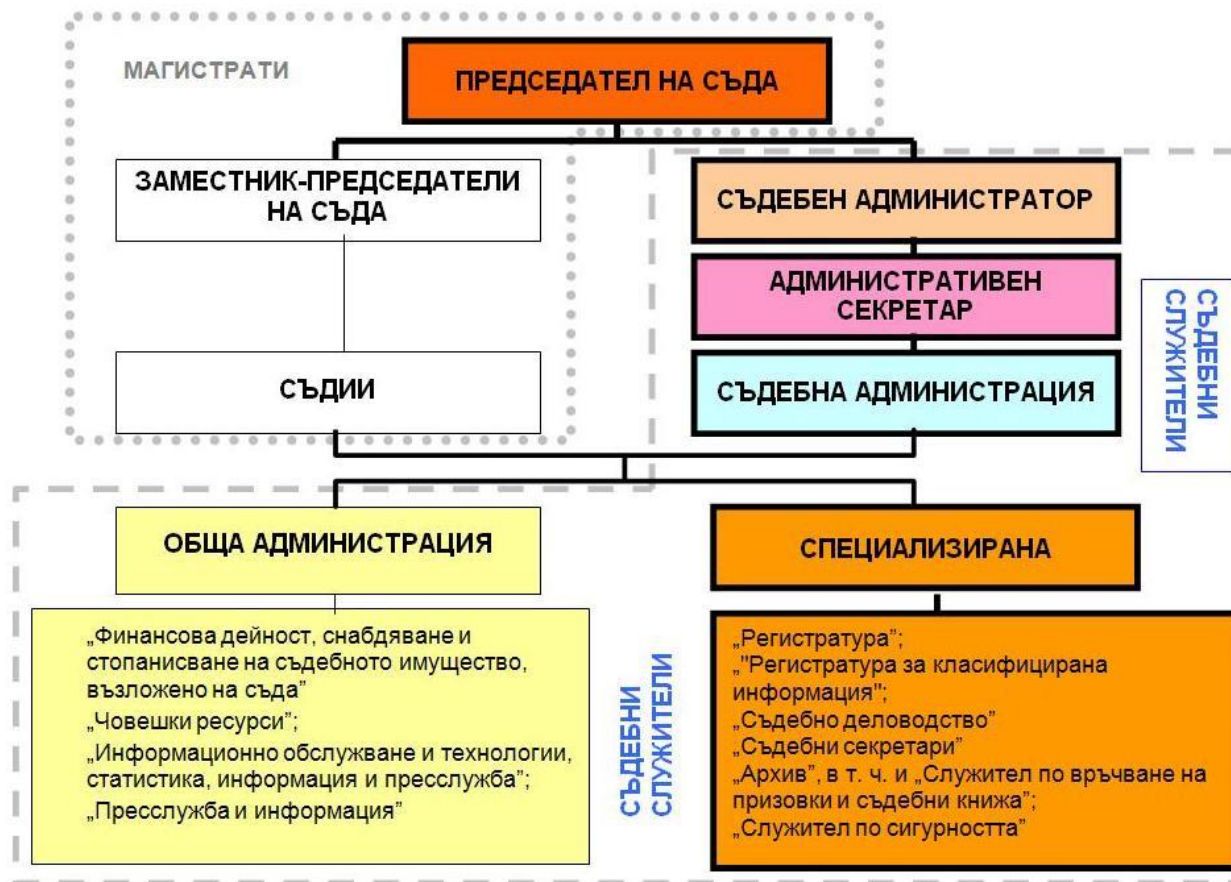 МАГИСТРАТИ
ПРЕДСЕДАТЕЛ НА СЪДА
ЗАМЕСТНИК-ПРЕДСЕДАТЕЛИ
НА СЪДА
СЪДИИ
СЪДЕБЕН АДМИНИСТРАТОР
АДМИНИСТРАТИВЕН
СЕКРЕТАР
СЪДЕБНА АДМИНИСТРАЦИЯ
СЪДЕБНИ
СЛУЖИТЕЛИ
ОБЩА АДМИНИСТРАЦИЯ
„Финансова дейност, снабдяване и
стопанисване на съдебното имущество,
възложено на съда”
„Човешки ресурси”;
„Информационно обслужване и технологии,
статистика, информация и пресслужба”;
„Пресслужба и информация”
СЪДЕБНИ
СЛУЖИТЕЛИ
СПЕЦИАЛИЗИРАНА
„Регистратура”;
„"Регистратура за класифицирана
информация";
„Съдебно деловодство”
„Съдебни секретари”
„Архив”, в т. ч. и „Служител по връчване на
призовки и съдебни книжа”;
„Служител по сигурността”